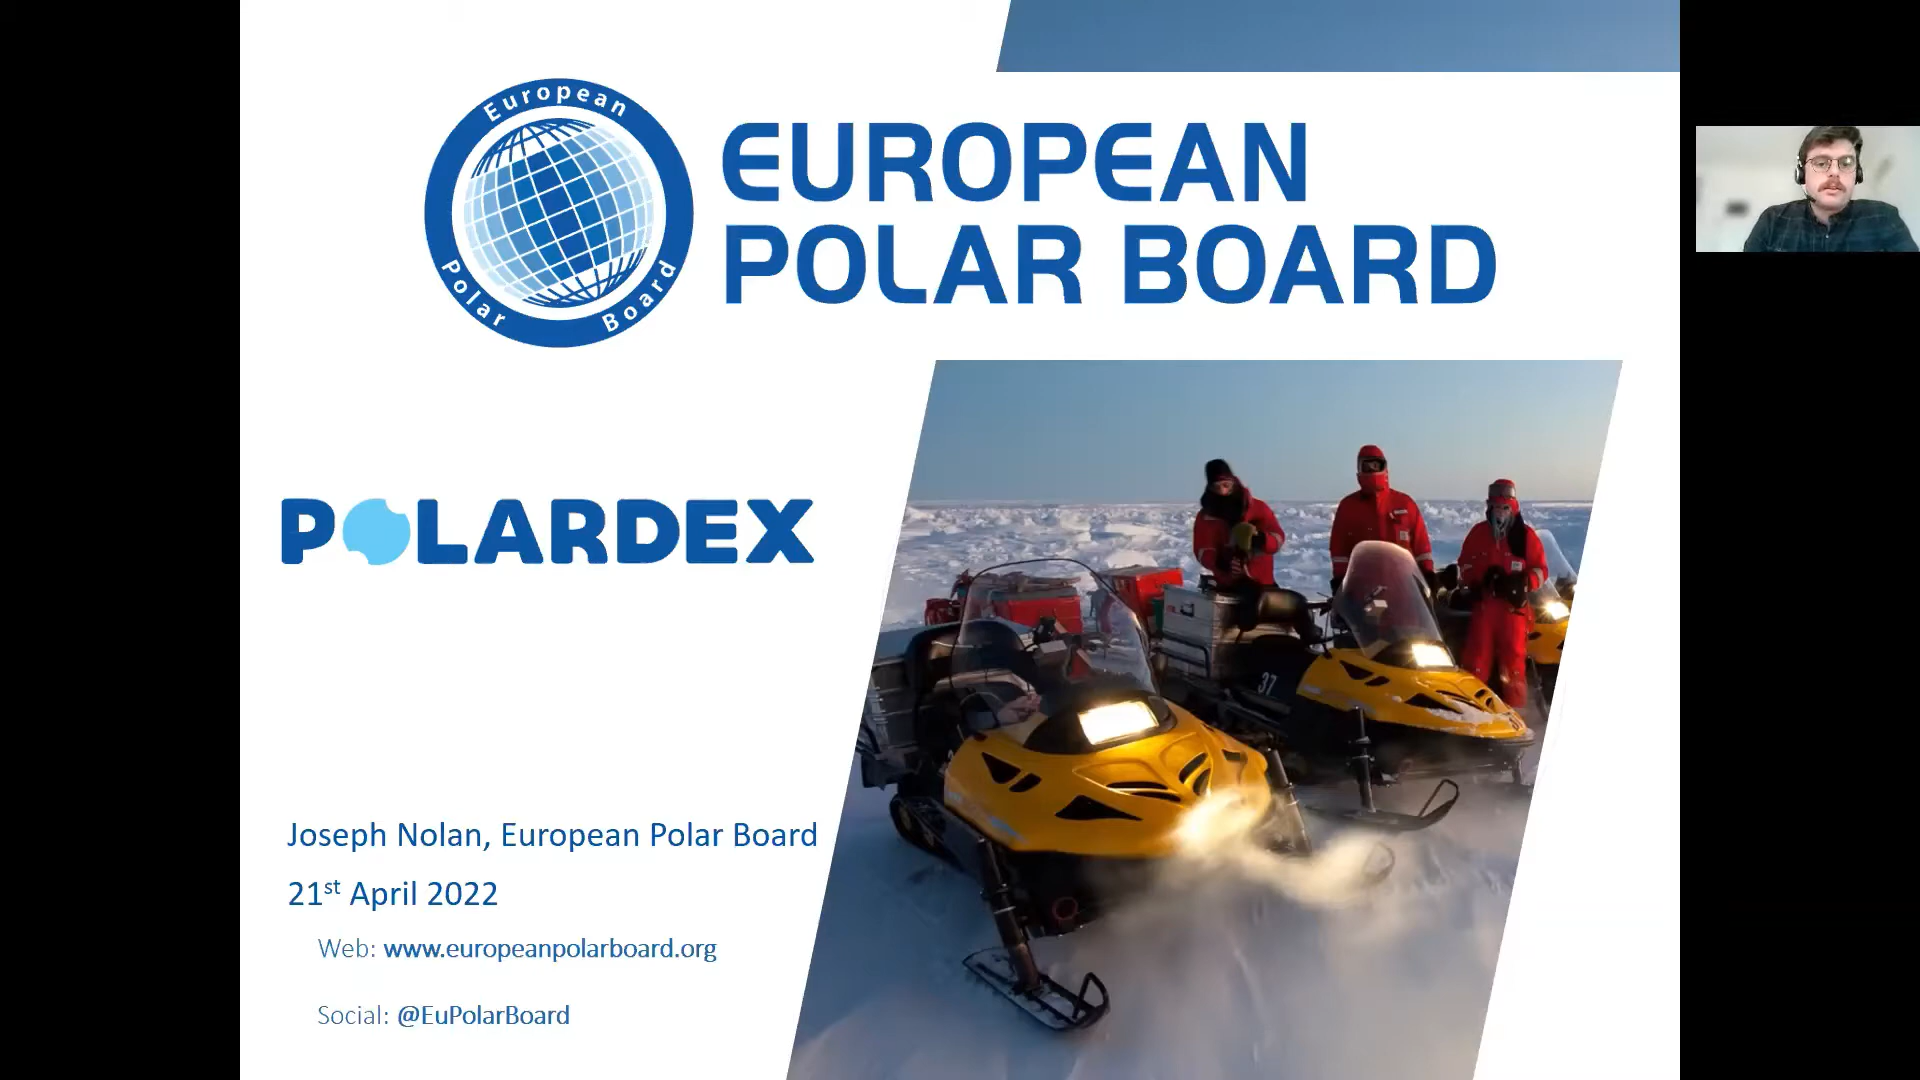 European
Polar Board
EUROPEAN
POLAR BOARD
POLARDEX
37
Joseph Nolan, European Polar Board
21st April 2022
Web: www.europeanpolarboard.org
Social: @EuPolarBoard